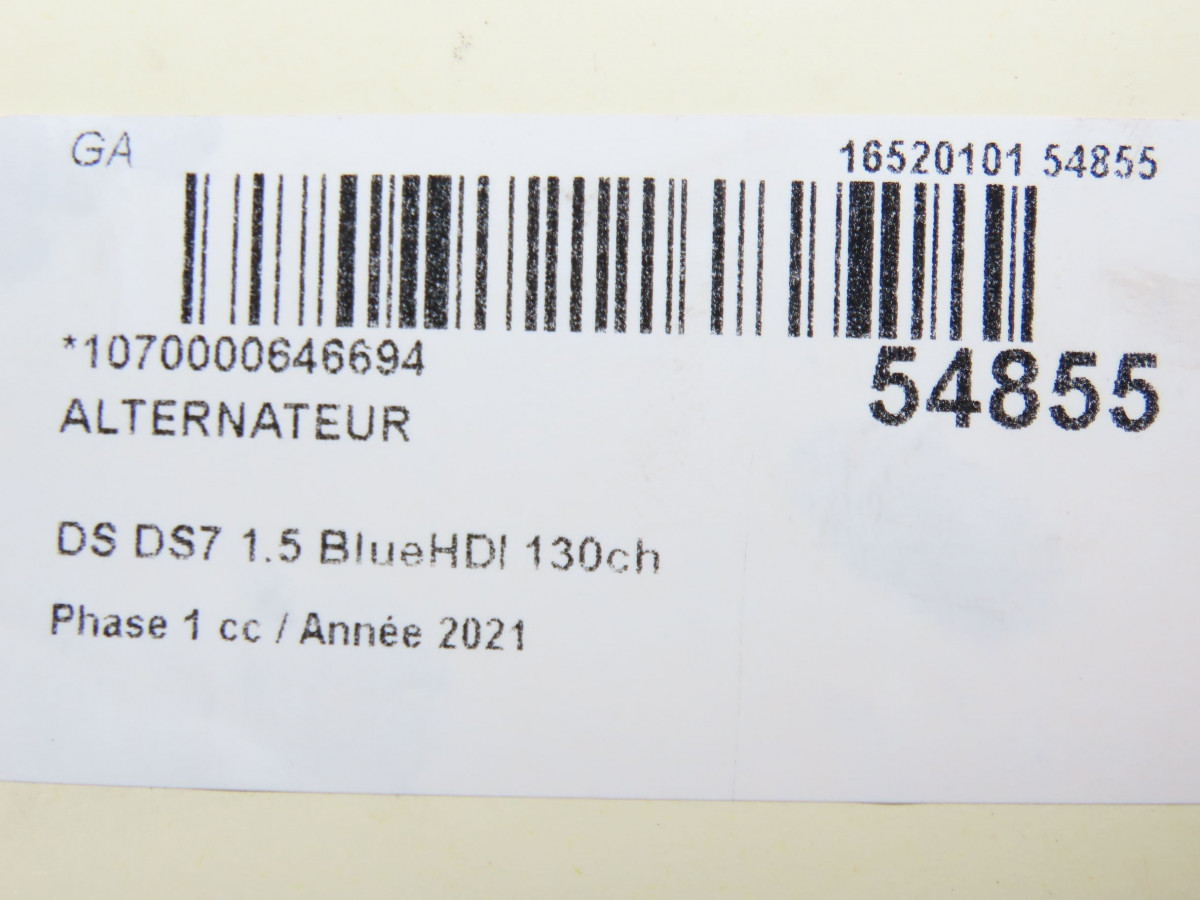 GA
16520101 54855
*1070000646694
54855
ALTERNATEUR
DS DS7 1.5 BlueHDI 130ch
Phase 1 cc / Année 2021